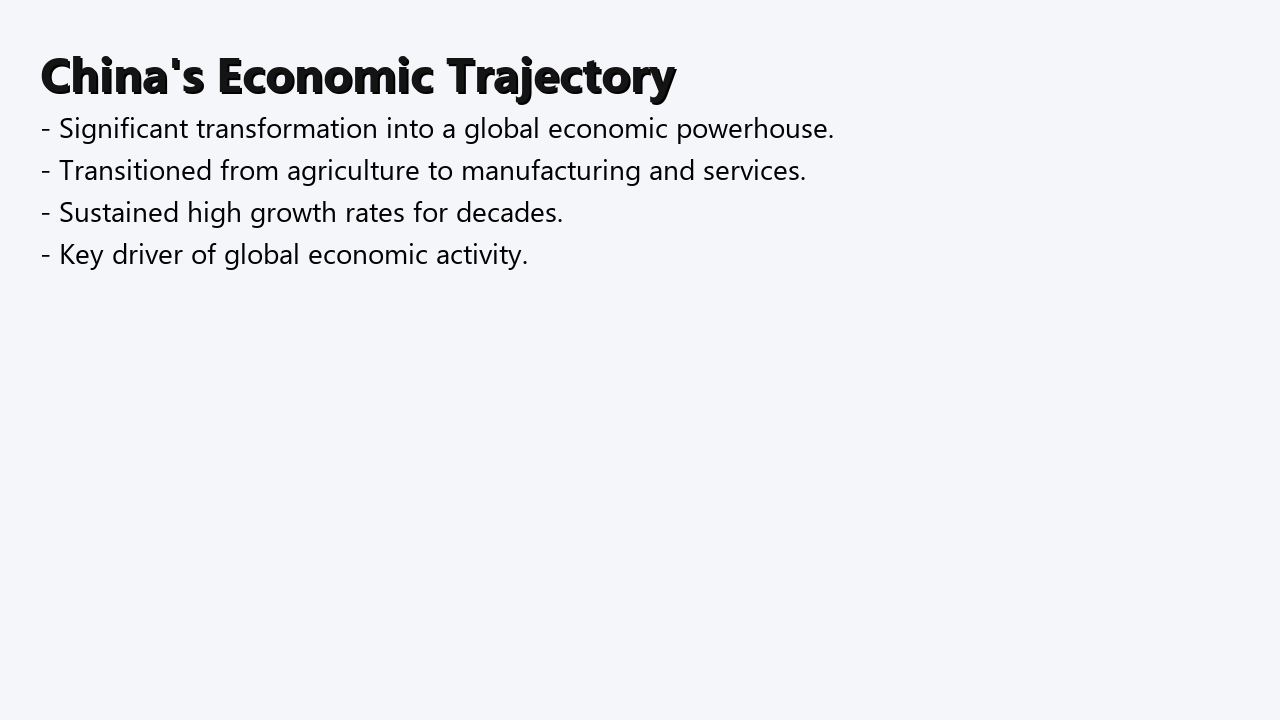 China's Economic Trajectory
- Significant transformation into a global economic powerhouse.
- Transitioned from agriculture to manufacturing and services.
- Sustained high growth rates for decades.
- Key driver of global economic activity.